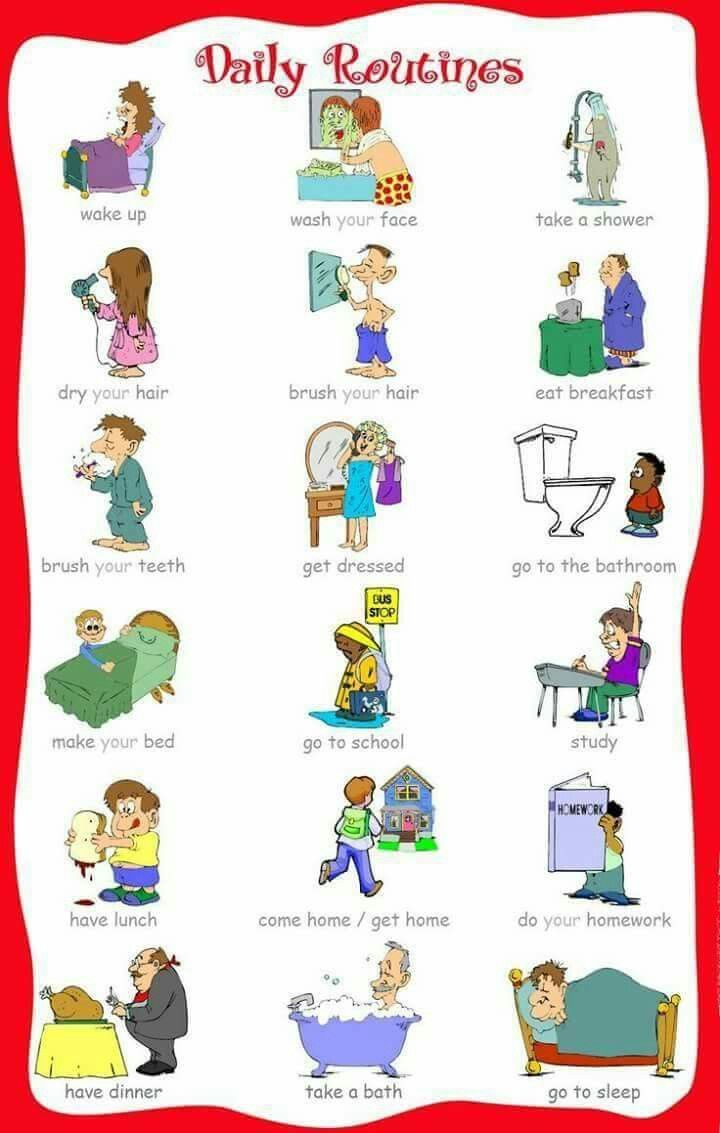 Daily Routines
wake up
wash your face
take a shower
dry your hair
brush your hair
eat breakfast
brush your teeth
get dressed
go to the bathroom
BUS
STOP
make your bed
go to school
study
HOMEWORK
have lunch
come home / get home
do your homework
have dinner
take a bath
go to sleep